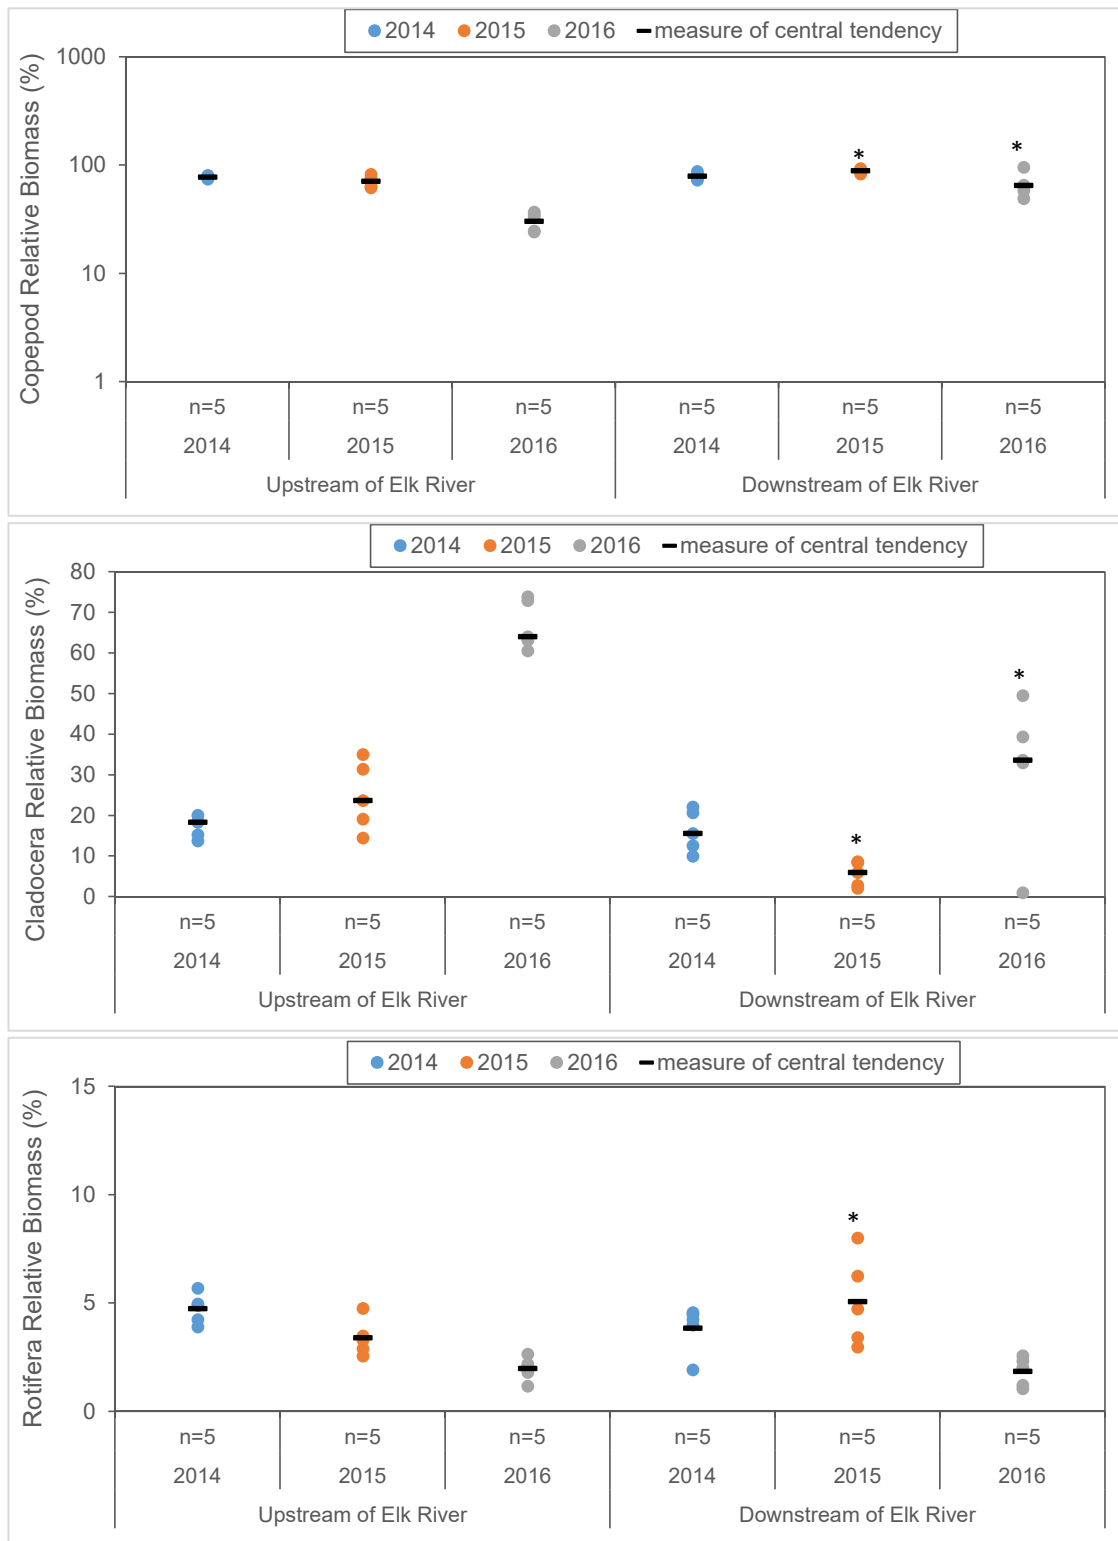 2014 2015 2016 measure of central tendency
Copepod Relative Biomass (%)
1000
100
10
1
* *
n=5 n=5 n=5 n=5 n=5 n=5
2014 2015 2016 2014 2015 2016
Upstream of Elk River Downstream of Elk River
2014 2015 2016 measure of central tendency
Cladocera Relative Biomass (%)
80
70
60
50
40
30
20
10
0
* *
n=5 n=5 n=5 n=5 n=5 n=5
2014 2015 2016 2014 2015 2016
Upstream of Elk River Downstream of Elk River
2014 2015 2016 measure of central tendency
Rotifera Relative Biomass (%)
15
10
5
0
*
n=5 n=5 n=5 n=5 n=5 n=5
2014 2015 2016 2014 2015 2016
Upstream of Elk River Downstream of Elk River